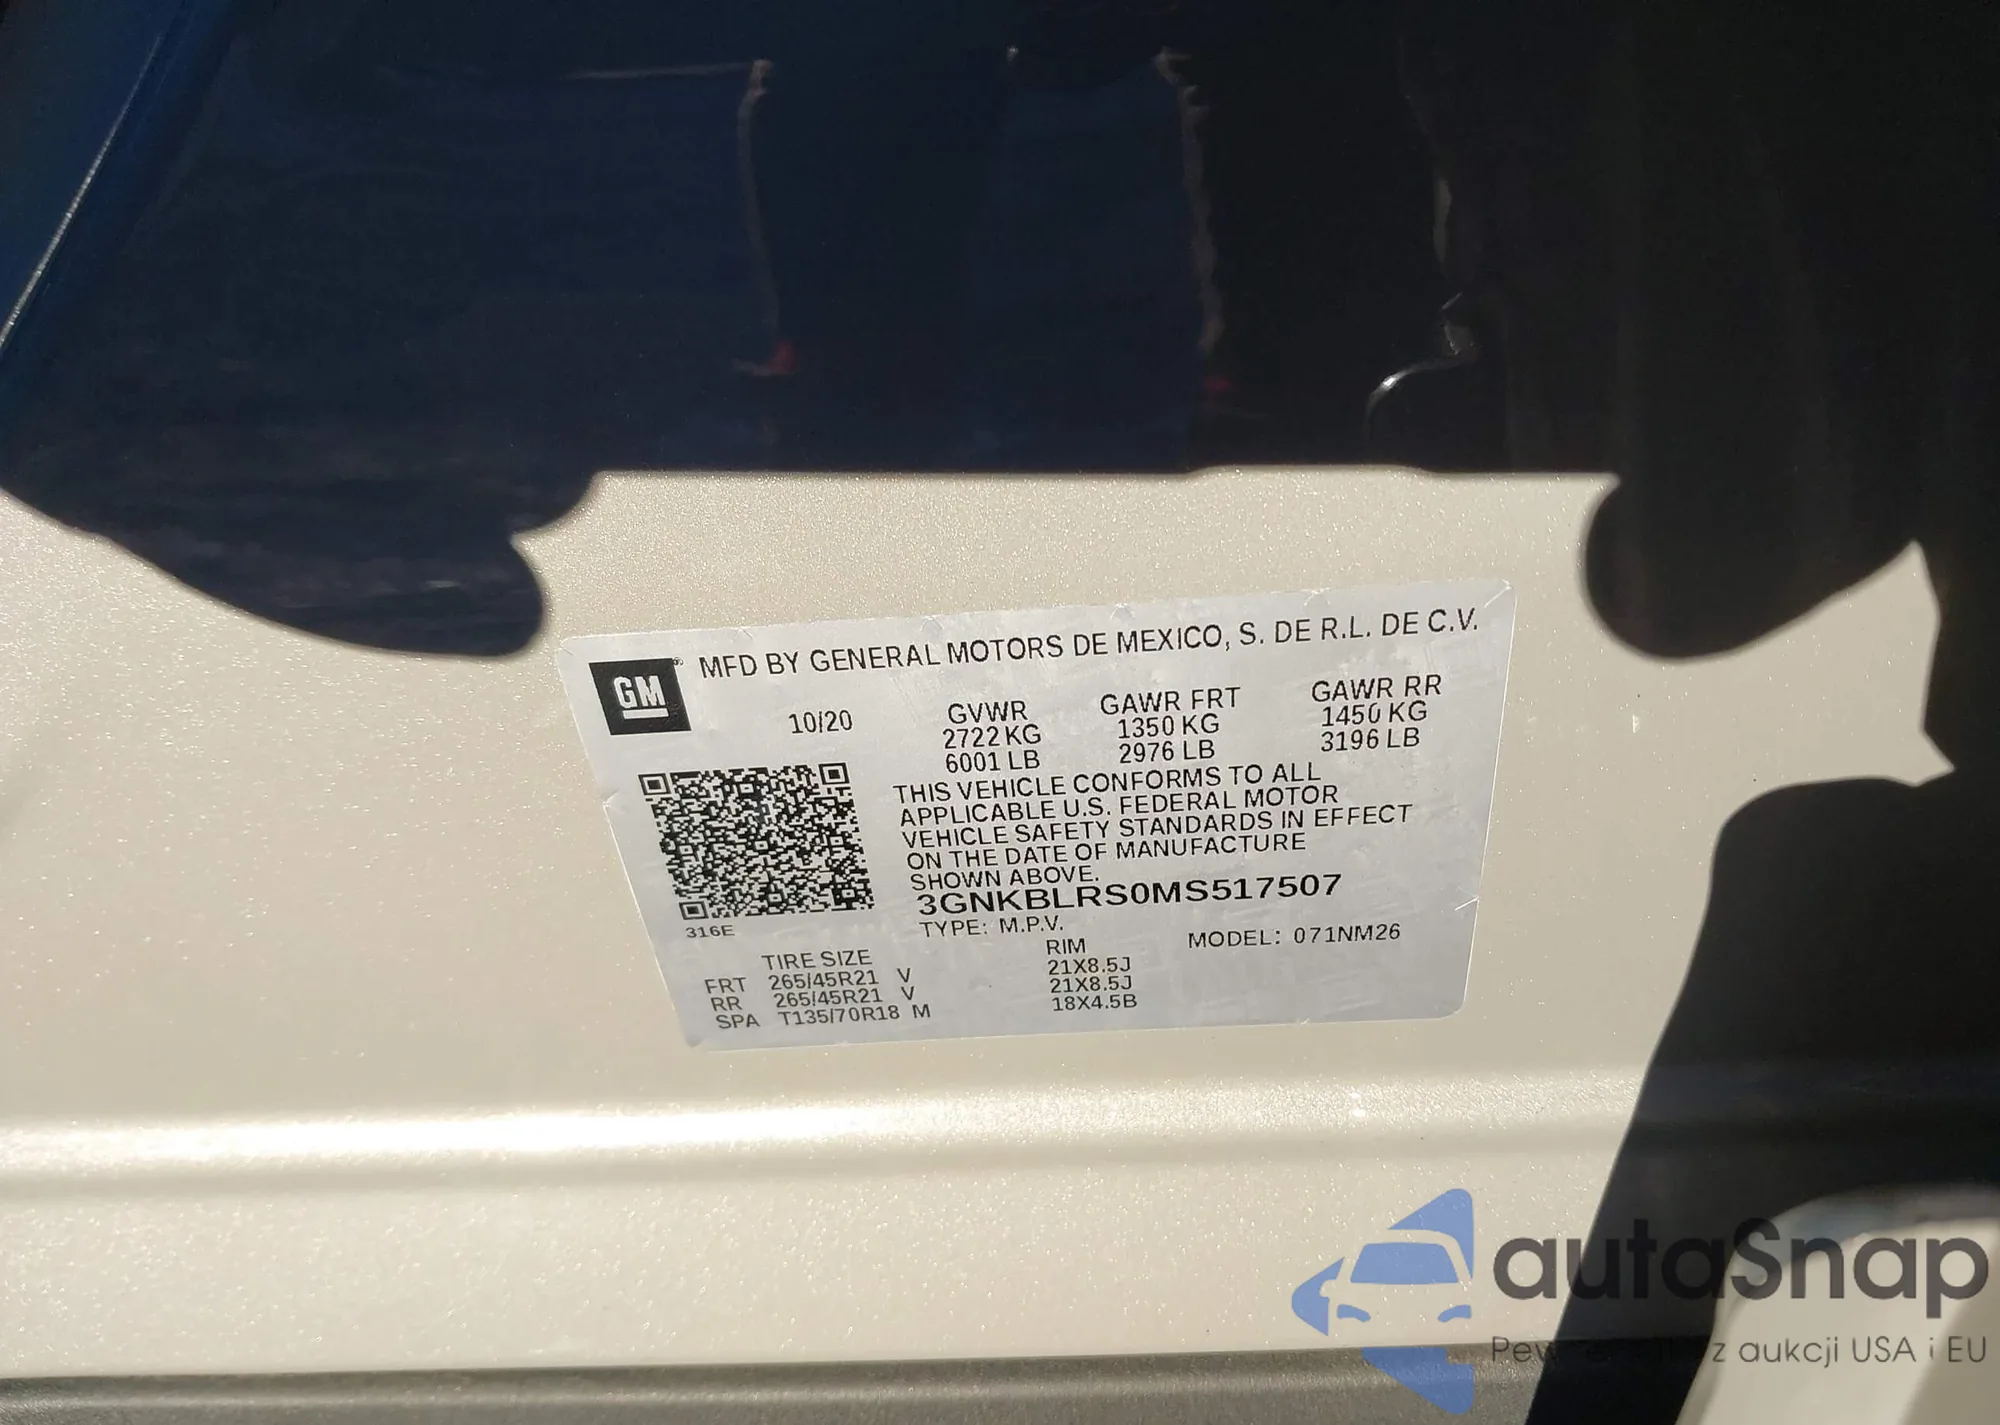 MFD BY GENERAL MOTORS DE MEXICO, S. DE R.L. DE C.V.
GM
10/20
GVWR
2722 KG
6001 LB
GAWR FRT
1350 KG
2976 LB
GAWR RR
1450 KG
3196 LB
THIS VEHICLE CONFORMS TO ALL
APPLICABLE U.S. FEDERAL MOTOR
VEHICLE SAFETY STANDARDS IN EFFECT
ON THE DATE OF MANUFACTURE
SHOWN ABOVE.
3GNKBLRS0MS517507
TYPE: M.P.V.
316E
MODEL: 071NM26
TIRE SIZE RIM
FRT 265/45R21 V 21X8.5J
RR 265/45R21 V 21X8.5J
SPA T135/70R18 M 18X4.5B
autaSnap
z aukcji USA i EU